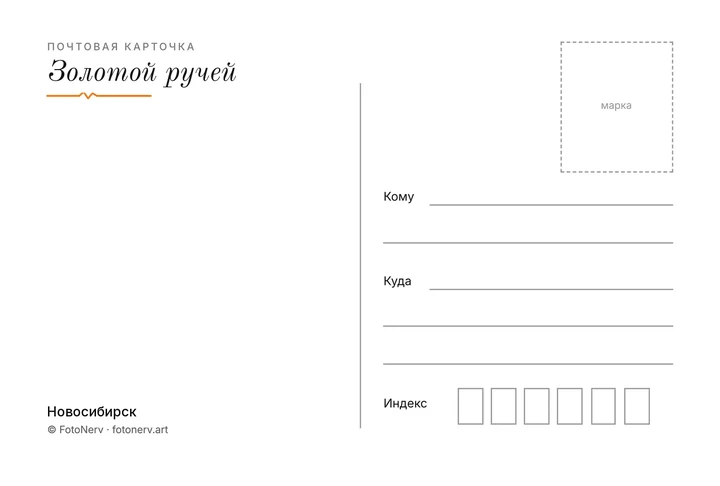 ПОЧТОВАЯ КАРТОЧКА
Золотой ручей
марка
Кому
Куда
Индекс
Новосибирск
© FotoNerv · fotonerv.art